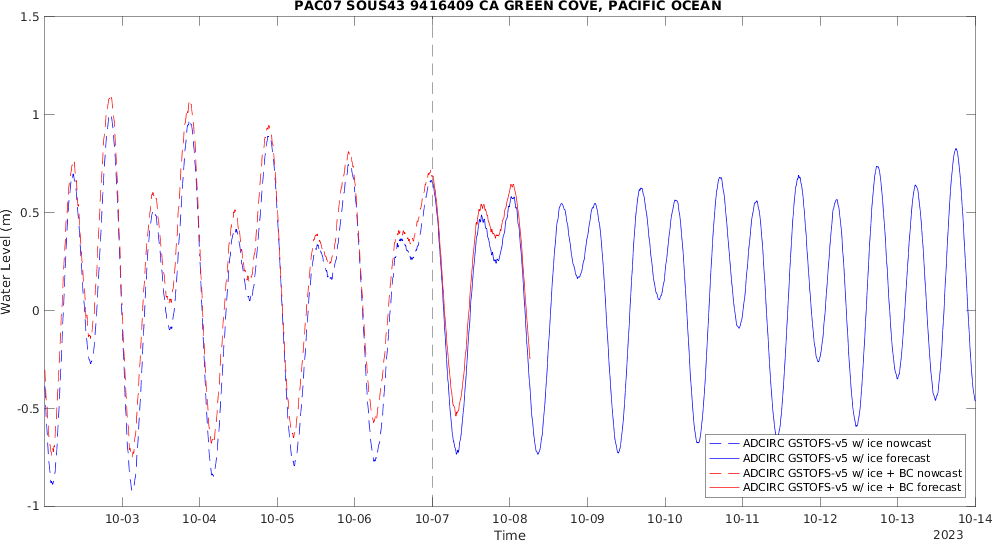 PAC07 SOUS43 9416409 CA GREEN COVE, PACIFIC OCEAN
1.5
1
0.5
0
-0.5
-1
Water Level (m)
10-03 10-04 10-05 10-06 10-07 10-08 10-09 10-10 10-11 10-12 10-13 10-14
Time
2023
ADCIRC GSTOFS-v5 w/ ice nowcast
ADCIRC GSTOFS-v5 w/ ice forecast
ADCIRC GSTOFS-v5 w/ ice + BC nowcast
ADCIRC GSTOFS-v5 w/ ice + BC forecast